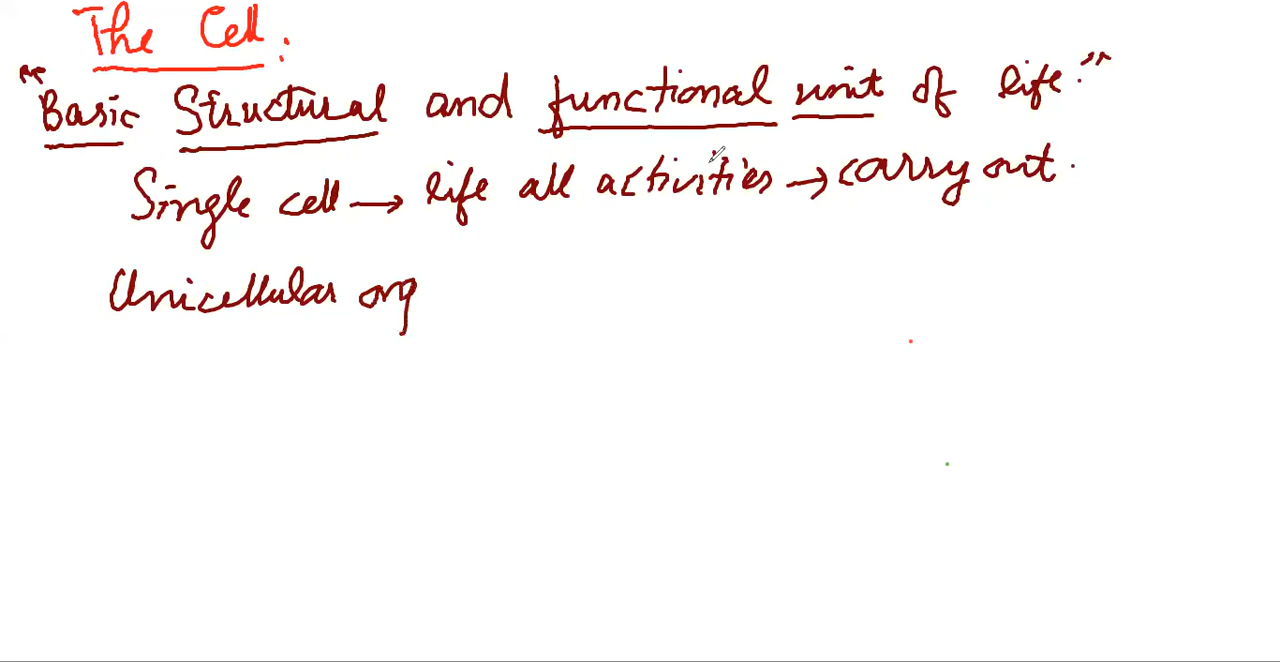 The Cell :
"Basic Structural and functional unit of life."
Single cell → life all activities → carry out .
Unicellular org